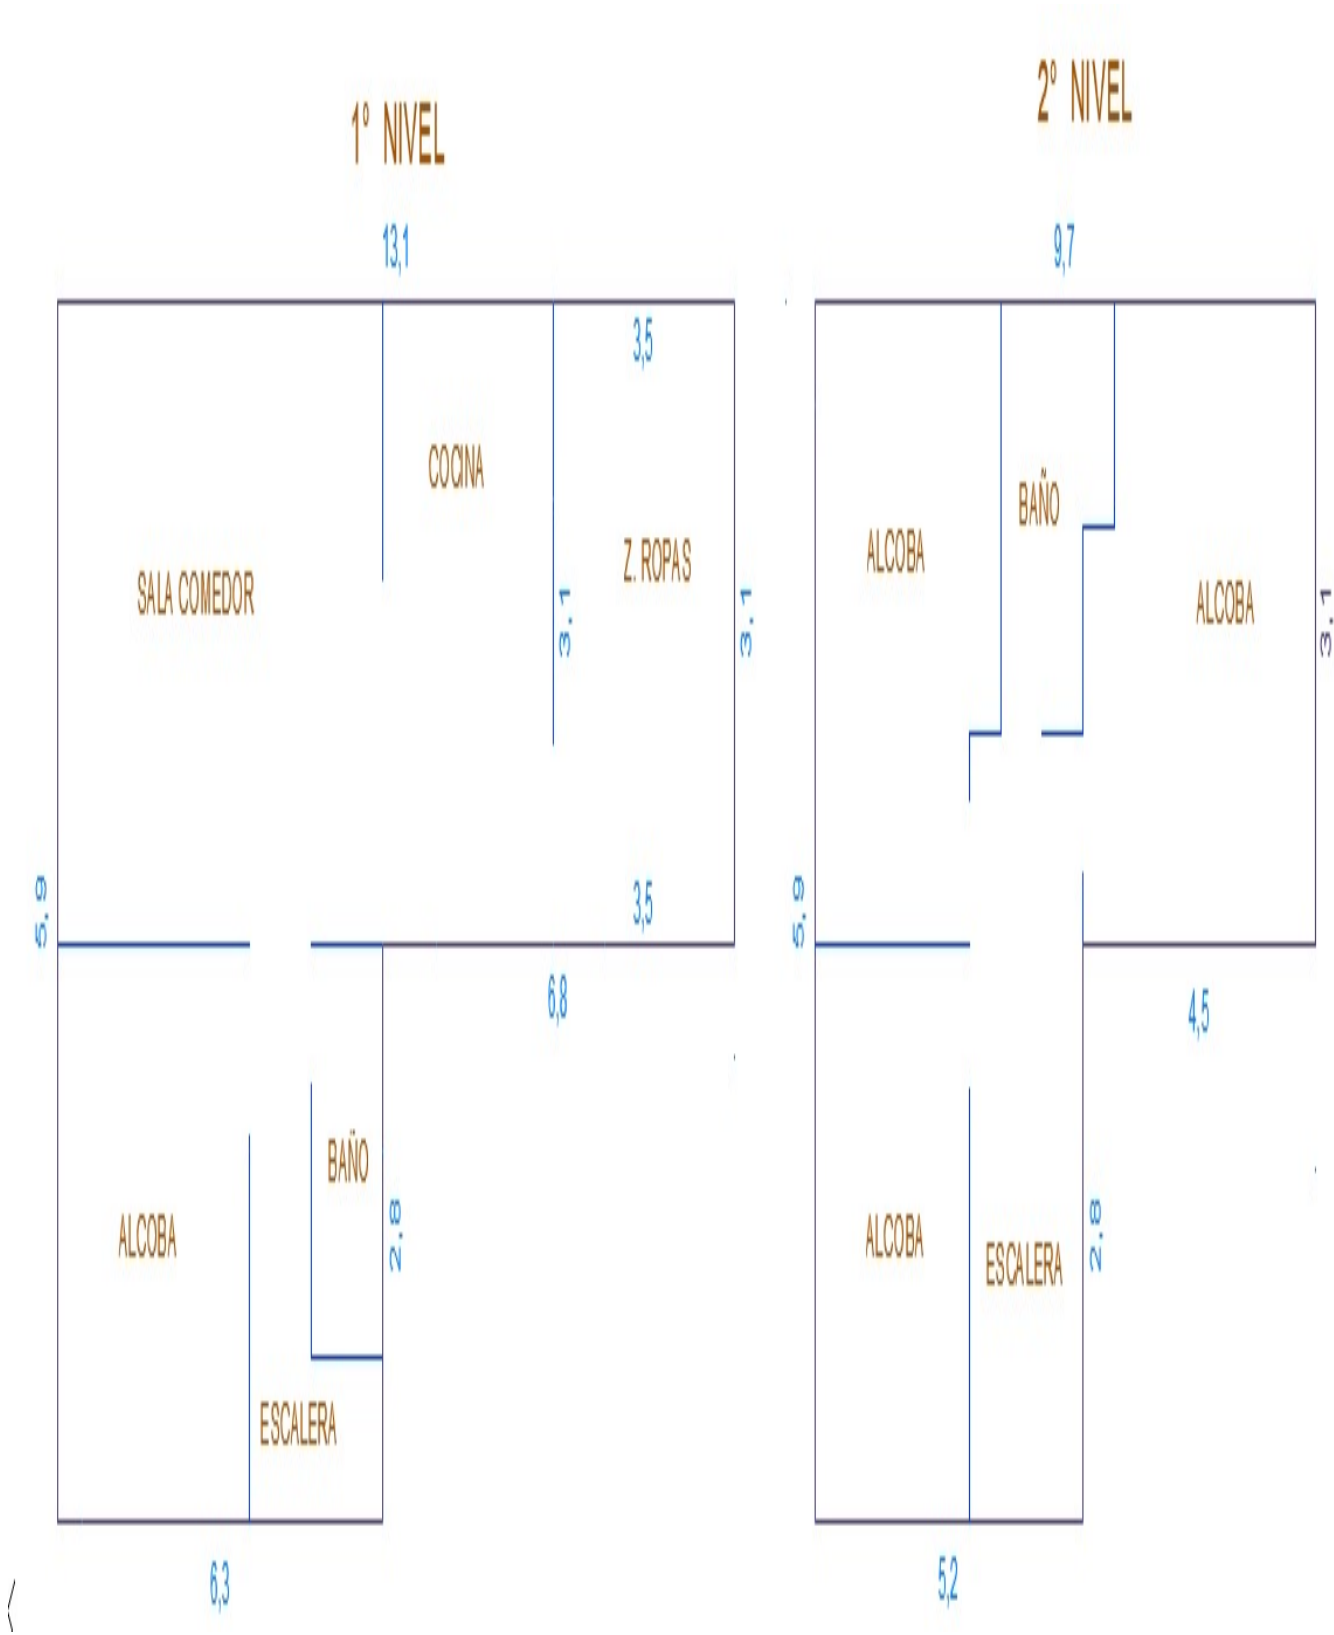 1° NIVEL
13,1
3,5
COCINA
SALA COMEDOR
Z. ROPAS
3.1
3.1
5.9
3,5
6,8
BAÑO
ALCOBA
2.8
ESCALERA
6,3
2° NIVEL
9,7
BAÑO
ALCOBA
ALCOBA
3.1
5.9
4,5
ALCOBA
ESCALERA
2.8
5,2